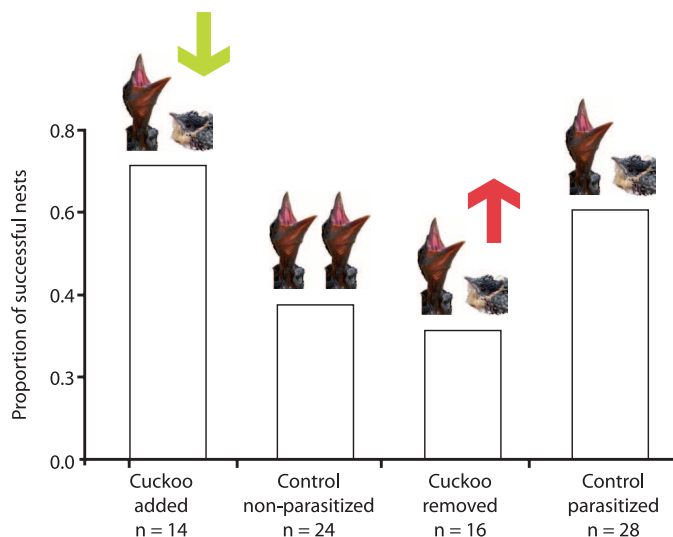 Proportion of successful nests
0.8
0.6
0.4
0.3
0.0
Cuckoo
added
n = 14
Control
non-parasitized
n = 24
Cuckoo
removed
n = 16
Control
parasitized
n = 28